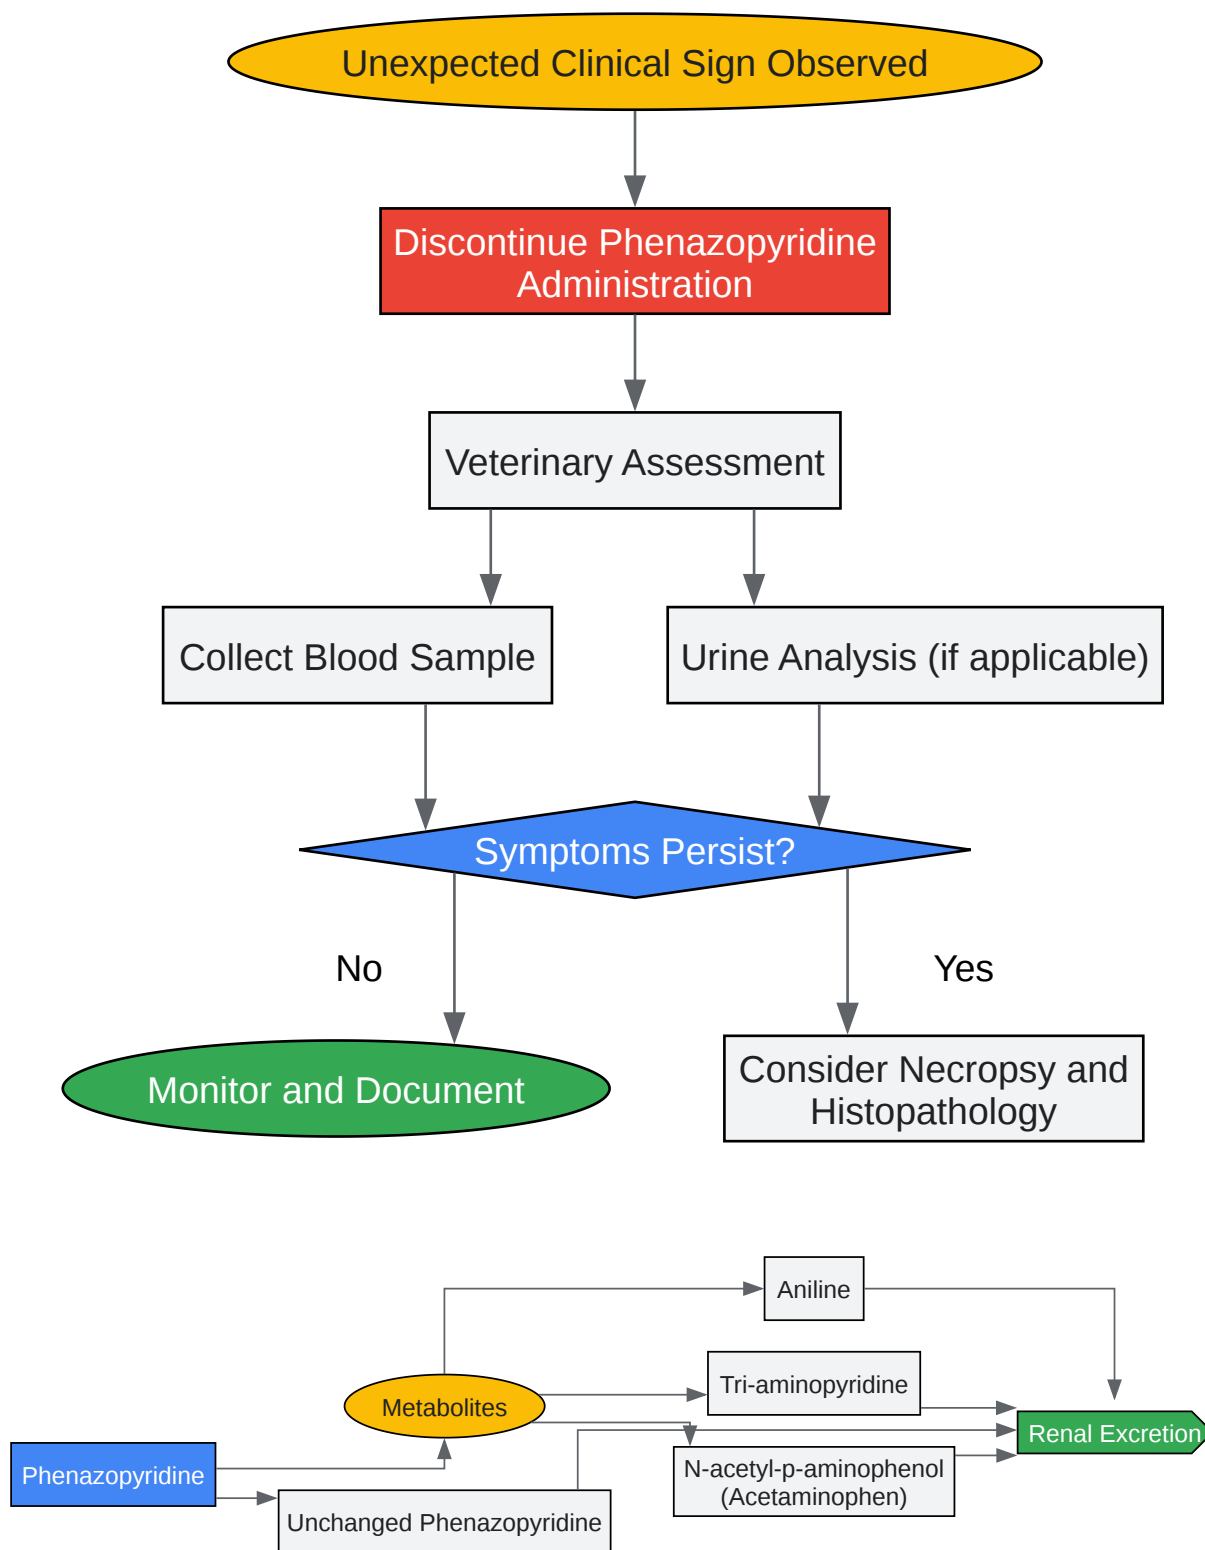 Unexpected Clinical Sign Observed
Discontinue Phenazopyridine
Administration
Veterinary Assessment
Collect Blood Sample
Urine Analysis (if applicable)
Symptoms Persist?
No
Yes
Monitor and Document
Consider Necropsy and
Histopathology
Aniline
Tri-aminopyridine
Metabolites
Renal Excretion
Phenazopyridine
N-acetyl-p-aminophenol
(Acetaminophen)
Unchanged Phenazopyridine